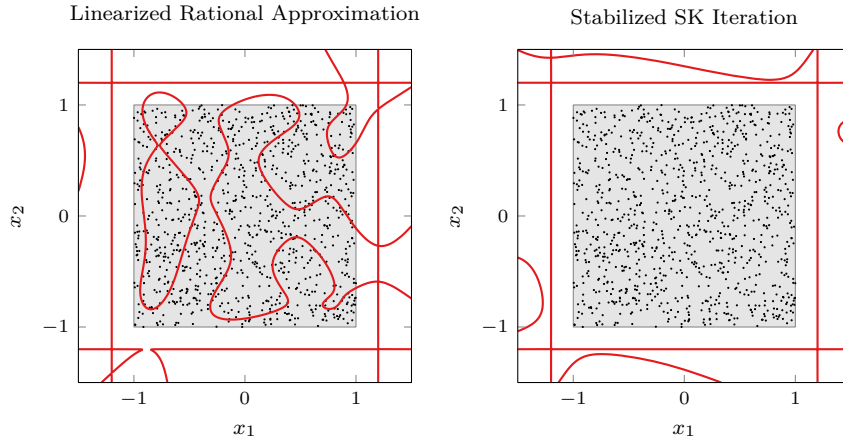 Linearized Rational Approximation
Stabilized SK Iteration
1
0
−1
x₂
−1
0
1
x₁
1
0
−1
x₂
−1
0
1
x₁